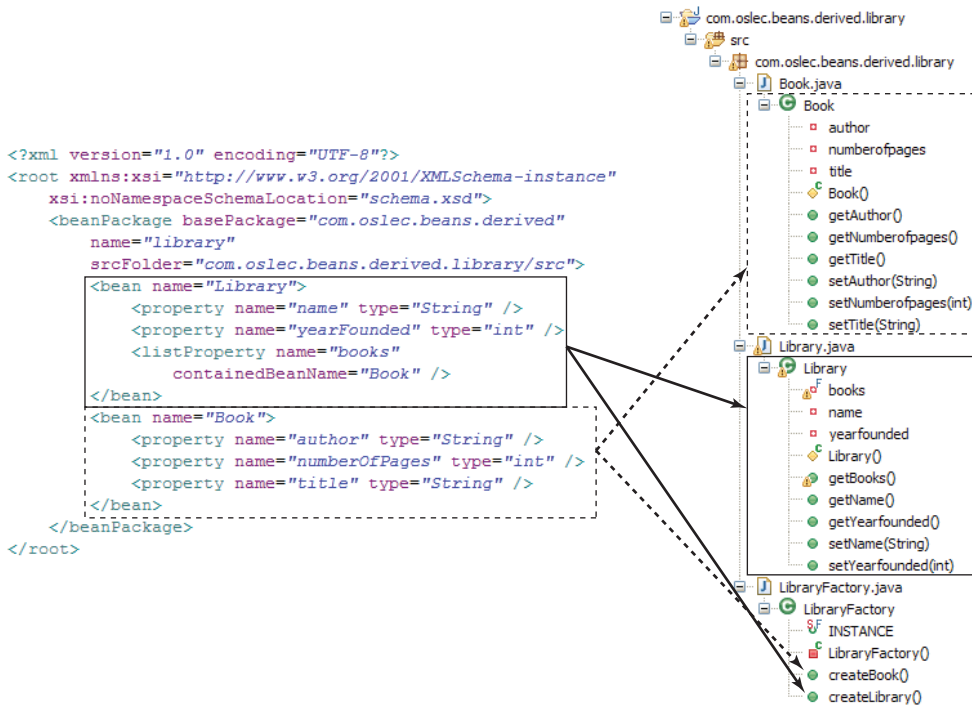 <?xml version="1.0" encoding="UTF-8"?>
<root xmlns:xsi="http://www.w3.org/2001/XMLSchema-instance"
xsi:noNamespaceSchemaLocation="schema.xsd">
<beanPackage basePackage="com.oslec.beans.derived"
name="library"
srcFolder="com.oslec.beans.derived.library/src">
<bean name="Library">
<property name="name" type="String" />
<property name="yearFounded" type="int" />
<listProperty name="books"
containedBeanName="Book" />
</bean>
<bean name="Book">
<property name="author" type="String" />
<property name="numberOfPages" type="int" />
<property name="title" type="String" />
</bean>
</beanPackage>
</root>
com.oslec.beans.derived.library
src
com.oslec.beans.derived.library
Book.java
Book
author
numberofpages
title
Book()
getAuthor()
getNumberofpages()
getTitle()
setAuthor(String)
setNumberofpages(int)
setTitle(String)
Library.java
Library
books
name
yearfounded
Library()
getBooks()
getName()
getYearfounded()
setName(String)
setYearfounded(int)
LibraryFactory.java
LibraryFactory
INSTANCE
LibraryFactory()
createBook()
createLibrary()